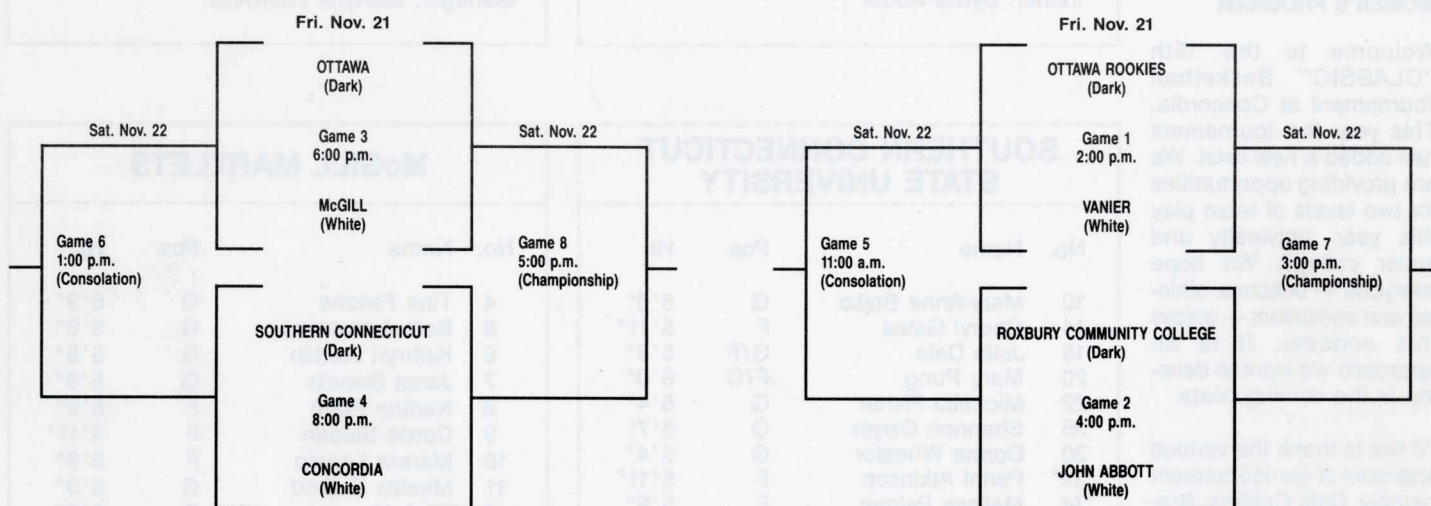 Fri. Nov. 21
OTTAWA
(Dark)
Sat. Nov. 22
Game 3
6:00 p.m.
Sat. Nov. 22
McGILL
(White)
Game 6
1:00 p.m.
(Consolation)
Game 8
5:00 p.m.
(Championship)
SOUTHERN CONNECTICUT
(Dark)
Game 4
8:00 p.m.
CONCORDIA
(White)
Fri. Nov. 21
OTTAWA ROOKIES
(Dark)
Sat. Nov. 22
Game 1
2:00 p.m.
Sat. Nov. 22
VANIER
(White)
Game 5
11:00 a.m.
(Consolation)
Game 7
3:00 p.m.
(Championship)
ROXBURY COMMUNITY COLLEGE
(Dark)
Game 2
4:00 p.m.
JOHN ABBOTT
(White)